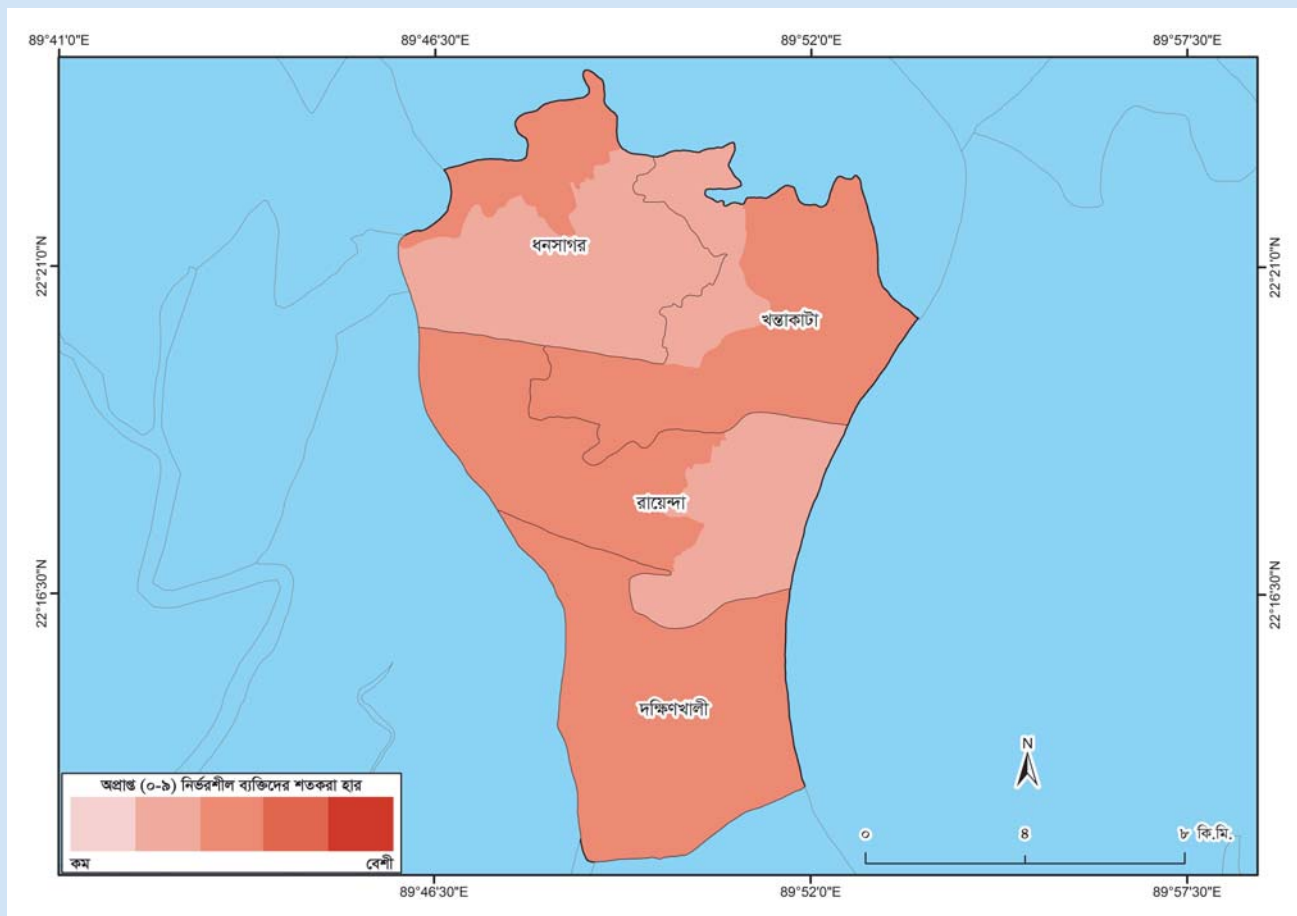 89°41'0"E
89°46'30"E
89°52'0"E
89°57'30"E
22°21'0"N
22°21'0"N
ধনসাগর
খন্তাকাটা
রায়েন্দা
22°16'30"N
22°16'30"N
দক্ষিণখালী
N
অপ্রাপ্ত (০-৯) নির্ভরশীল ব্যক্তিদের শতকরা হার
কম বেশী
০ ৪ ৮ কি.মি.
89°46'30"E
89°52'0"E
89°57'30"E